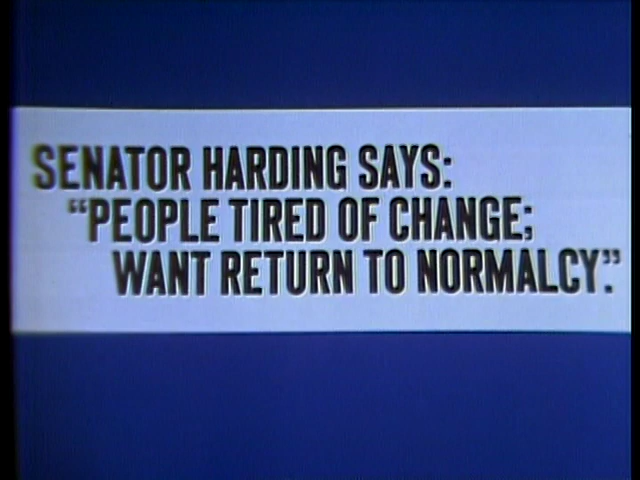 SENATOR HARDING SAYS:
"PEOPLE TIRED OF CHANGE;
WANT RETURN TO NORMALCY."